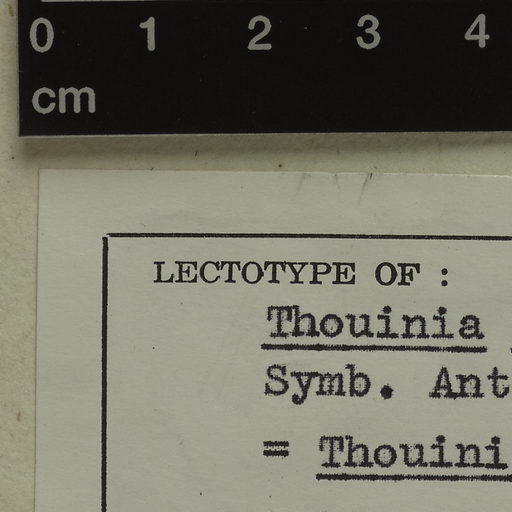 0 1 2 3 4
cm
LECTOTYPE OF :
Thouinia
Symb. Ant
= Thouini